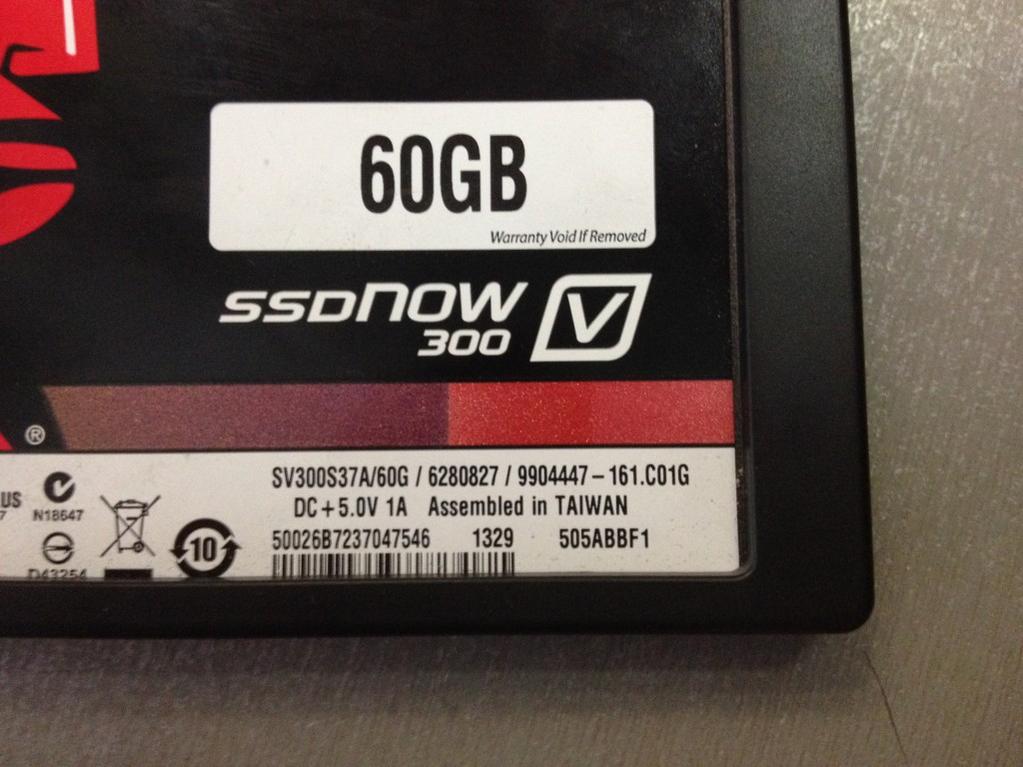 60GB
Warranty Void If Removed
SSDNOW
300 V
®
SV300S37A/60G / 6280827 / 9904447-161.C01G
US
N18647
DC+5.0V 1A Assembled in TAIWAN
10
50026B7237047546 1329 505ABBF1
D43254